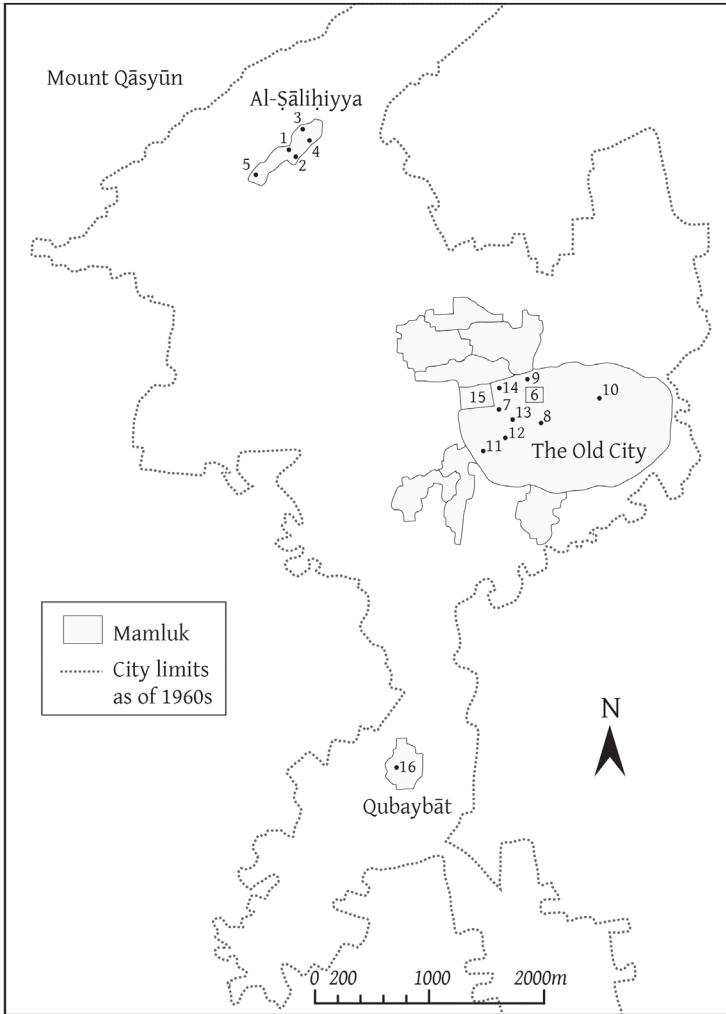 Mount Qāsyūn
Al-Ṣāliḥiyya
3
1
4
5
2
9
14
6
10
15
7
13
8
12
11
The Old City
Mamluk
City limits
as of 1960s
N
16
Qubaybāt
0 200 1000 2000m